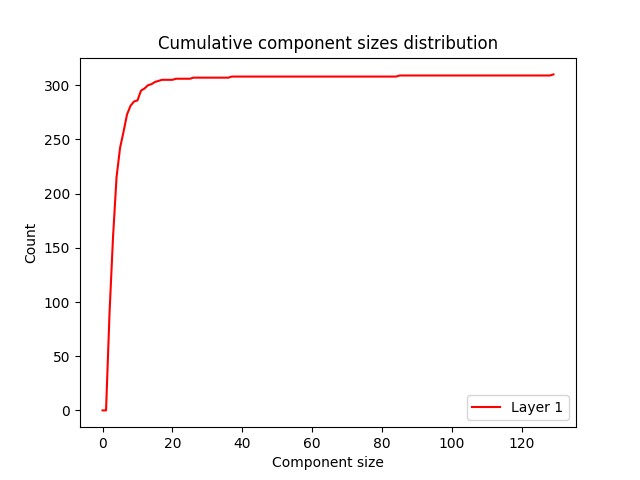 Cumulative component sizes distribution
300
250
200
150
100
50
0
Count
0 20 40 60 80 100 120
Component size
Layer 1